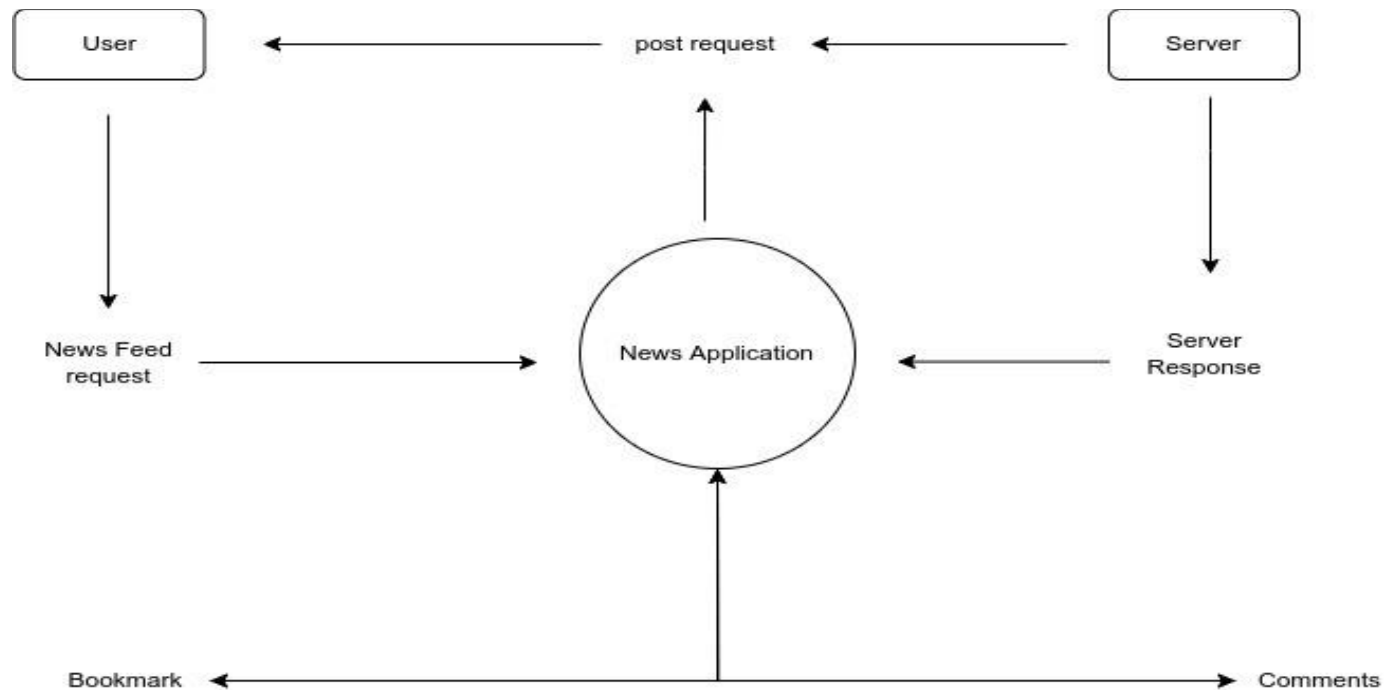 User
post request
Server
News Feed
request
News Application
Server
Response
Bookmark
Comments